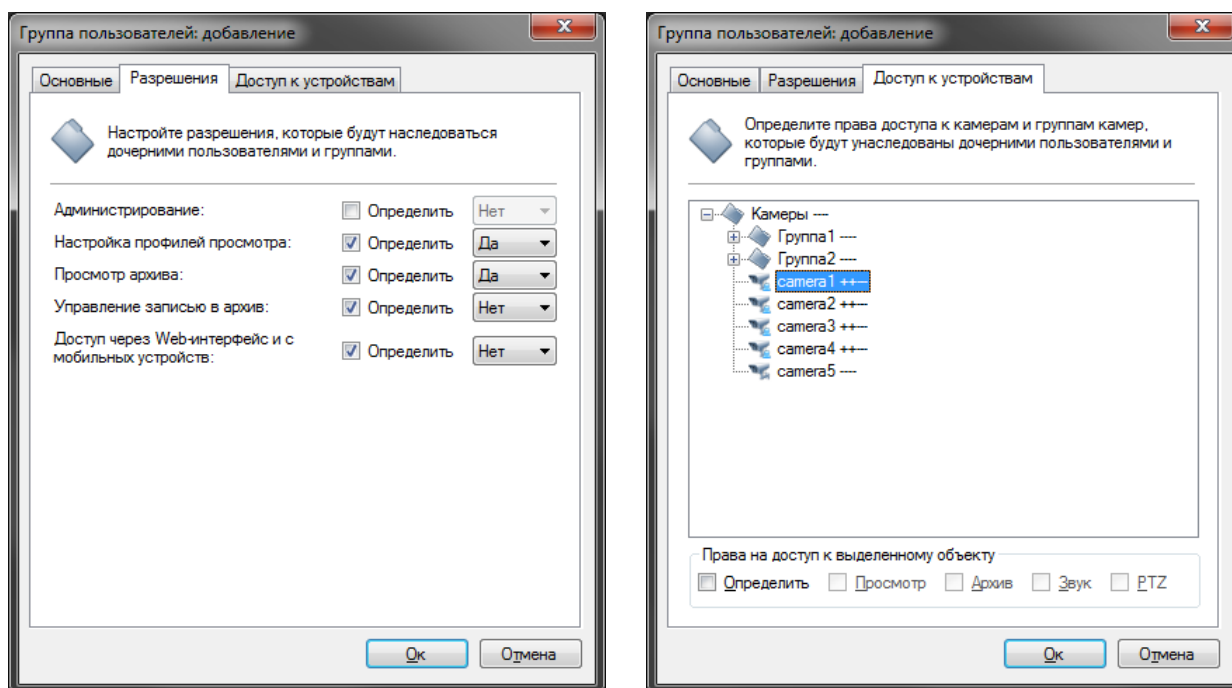 Группа пользователей: добавление
Основные Разрешения Доступ к устройствам
Настройте разрешения, которые будут наследоваться
дочерними пользователями и группами.
Администрирование: Определить Нет
Настройка профилей просмотра: Определить Да
Просмотр архива: Определить Да
Управление записью в архив: Определить Нет
Доступ через Web-интерфейс и с
мобильных устройств: Определить Нет
Ок Отмена
Группа пользователей: добавление
Основные Разрешения Доступ к устройствам
Определите права доступа к камерам и группам камер,
которые будут унаследованы дочерними пользователями и
группами.
Камеры ----
Группа1 ----
Группа2 ----
camera1 ++--
camera2 ++--
camera3 ++--
camera4 ++--
camera5 ----
Права на доступ к выделенному объекту
Определить Просмотр Архив Звук PTZ
Ок Отмена